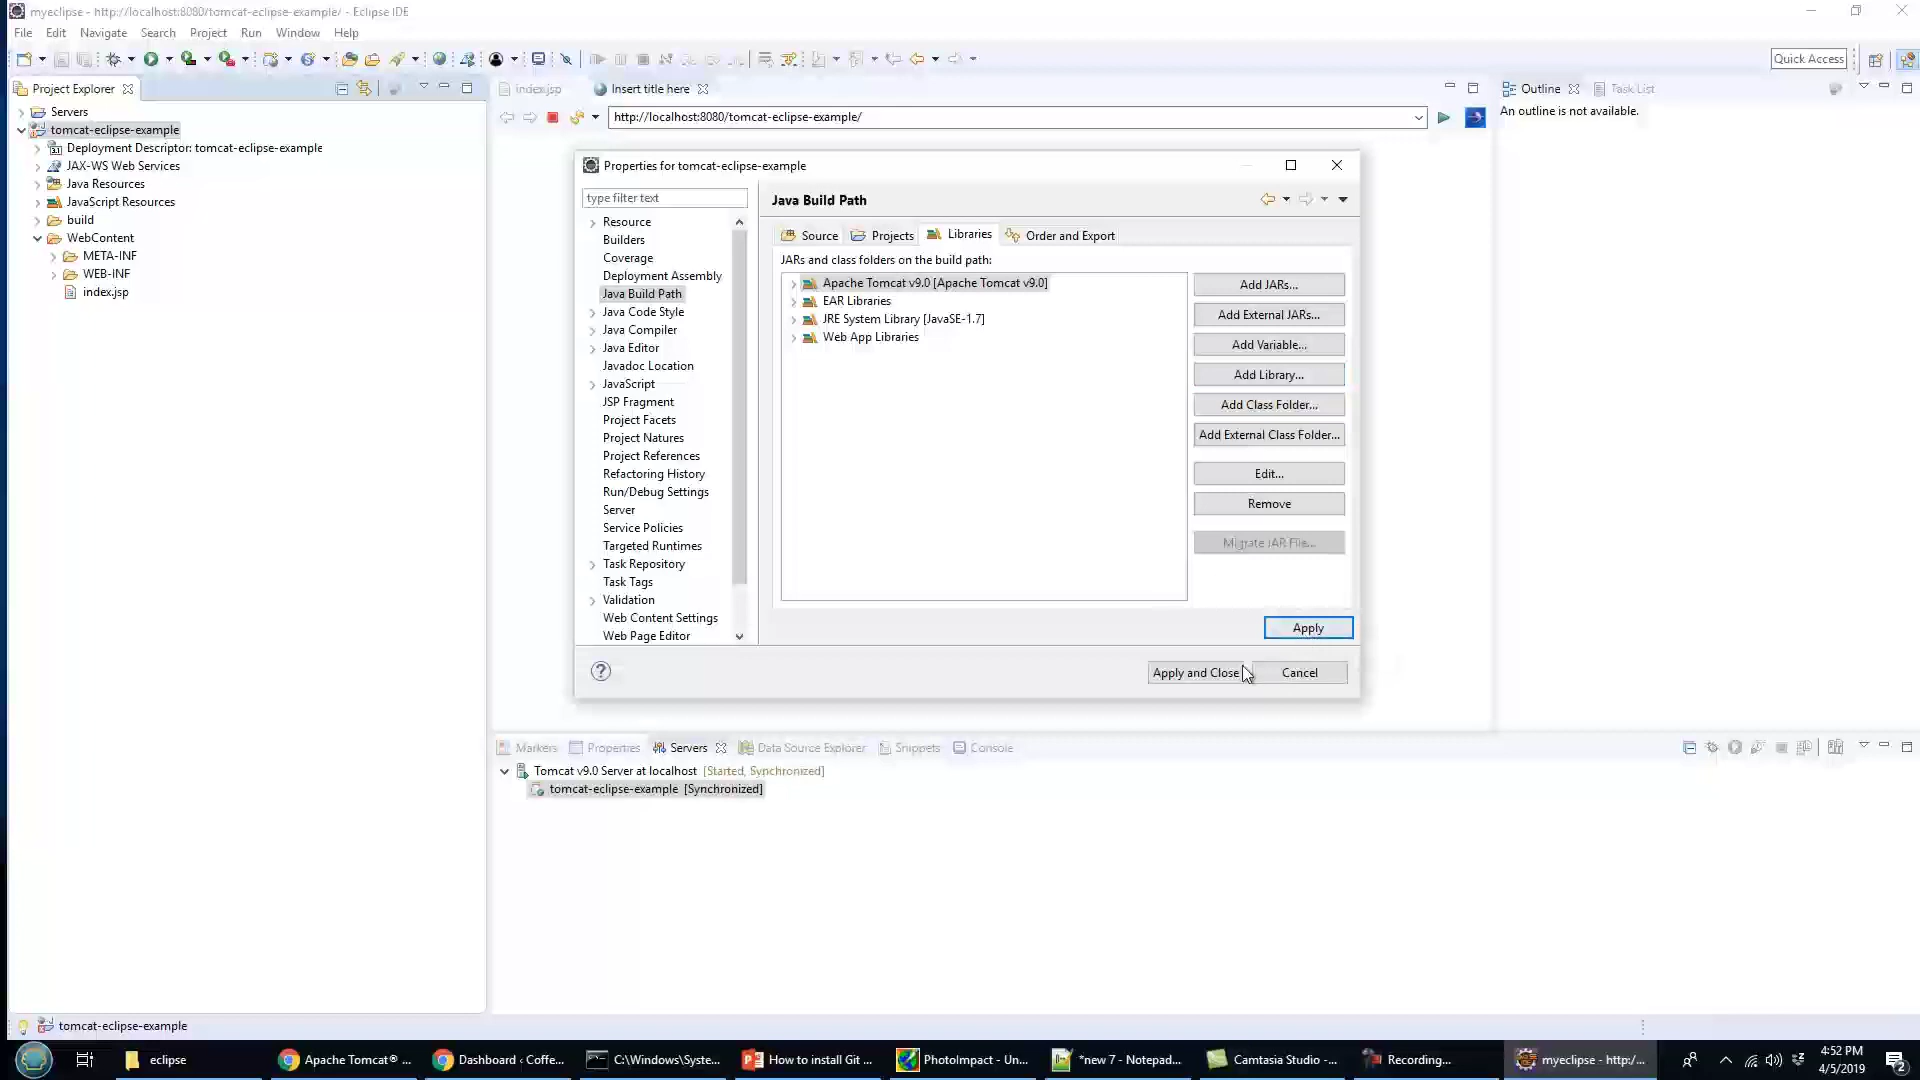 myeclipse - http://localhost:8080/tomcat-eclipse-example/ - Eclipse IDE
File Edit Navigate Search Project Run Window Help
Quick Access
Project Explorer
index.jsp
Insert title here
Outline
Task List
http://localhost:8080/tomcat-eclipse-example/
An outline is not available.
Servers
tomcat-eclipse-example
Deployment Descriptor: tomcat-eclipse-example
JAX-WS Web Services
Java Resources
JavaScript Resources
build
WebContent
META-INF
WEB-INF
index.jsp
Properties for tomcat-eclipse-example
type filter text
Resource
Builders
Coverage
Deployment Assembly
Java Build Path
Java Code Style
Java Compiler
Java Editor
Javadoc Location
JavaScript
JSP Fragment
Project Facets
Project Natures
Project References
Refactoring History
Run/Debug Settings
Server
Service Policies
Targeted Runtimes
Task Repository
Task Tags
Validation
Web Content Settings
Web Page Editor
Java Build Path
Source Projects Libraries Order and Export
JARs and class folders on the build path:
Apache Tomcat v9.0 [Apache Tomcat v9.0]
EAR Libraries
JRE System Library [JavaSE-1.7]
Web App Libraries
Add JARs...
Add External JARs...
Add Variable...
Add Library...
Add Class Folder...
Add External Class Folder...
Edit...
Remove
Migrate JAR File...
Apply
Apply and Close
Cancel
Markers Properties Servers Data Source Explorer Snippets Console
Tomcat v9.0 Server at localhost [Started, Synchronized]
tomcat-eclipse-example [Synchronized]
tomcat-eclipse-example
eclipse
Apache Tomcat® ...
Dashboard ‹ Coffe...
C:\Windows\Syste...
How to install Git ...
PhotoImpact - Un...
*new 7 - Notepad...
Camtasia Studio -...
Recording...
myeclipse - http:/...
4:52 PM
4/5/2019
2